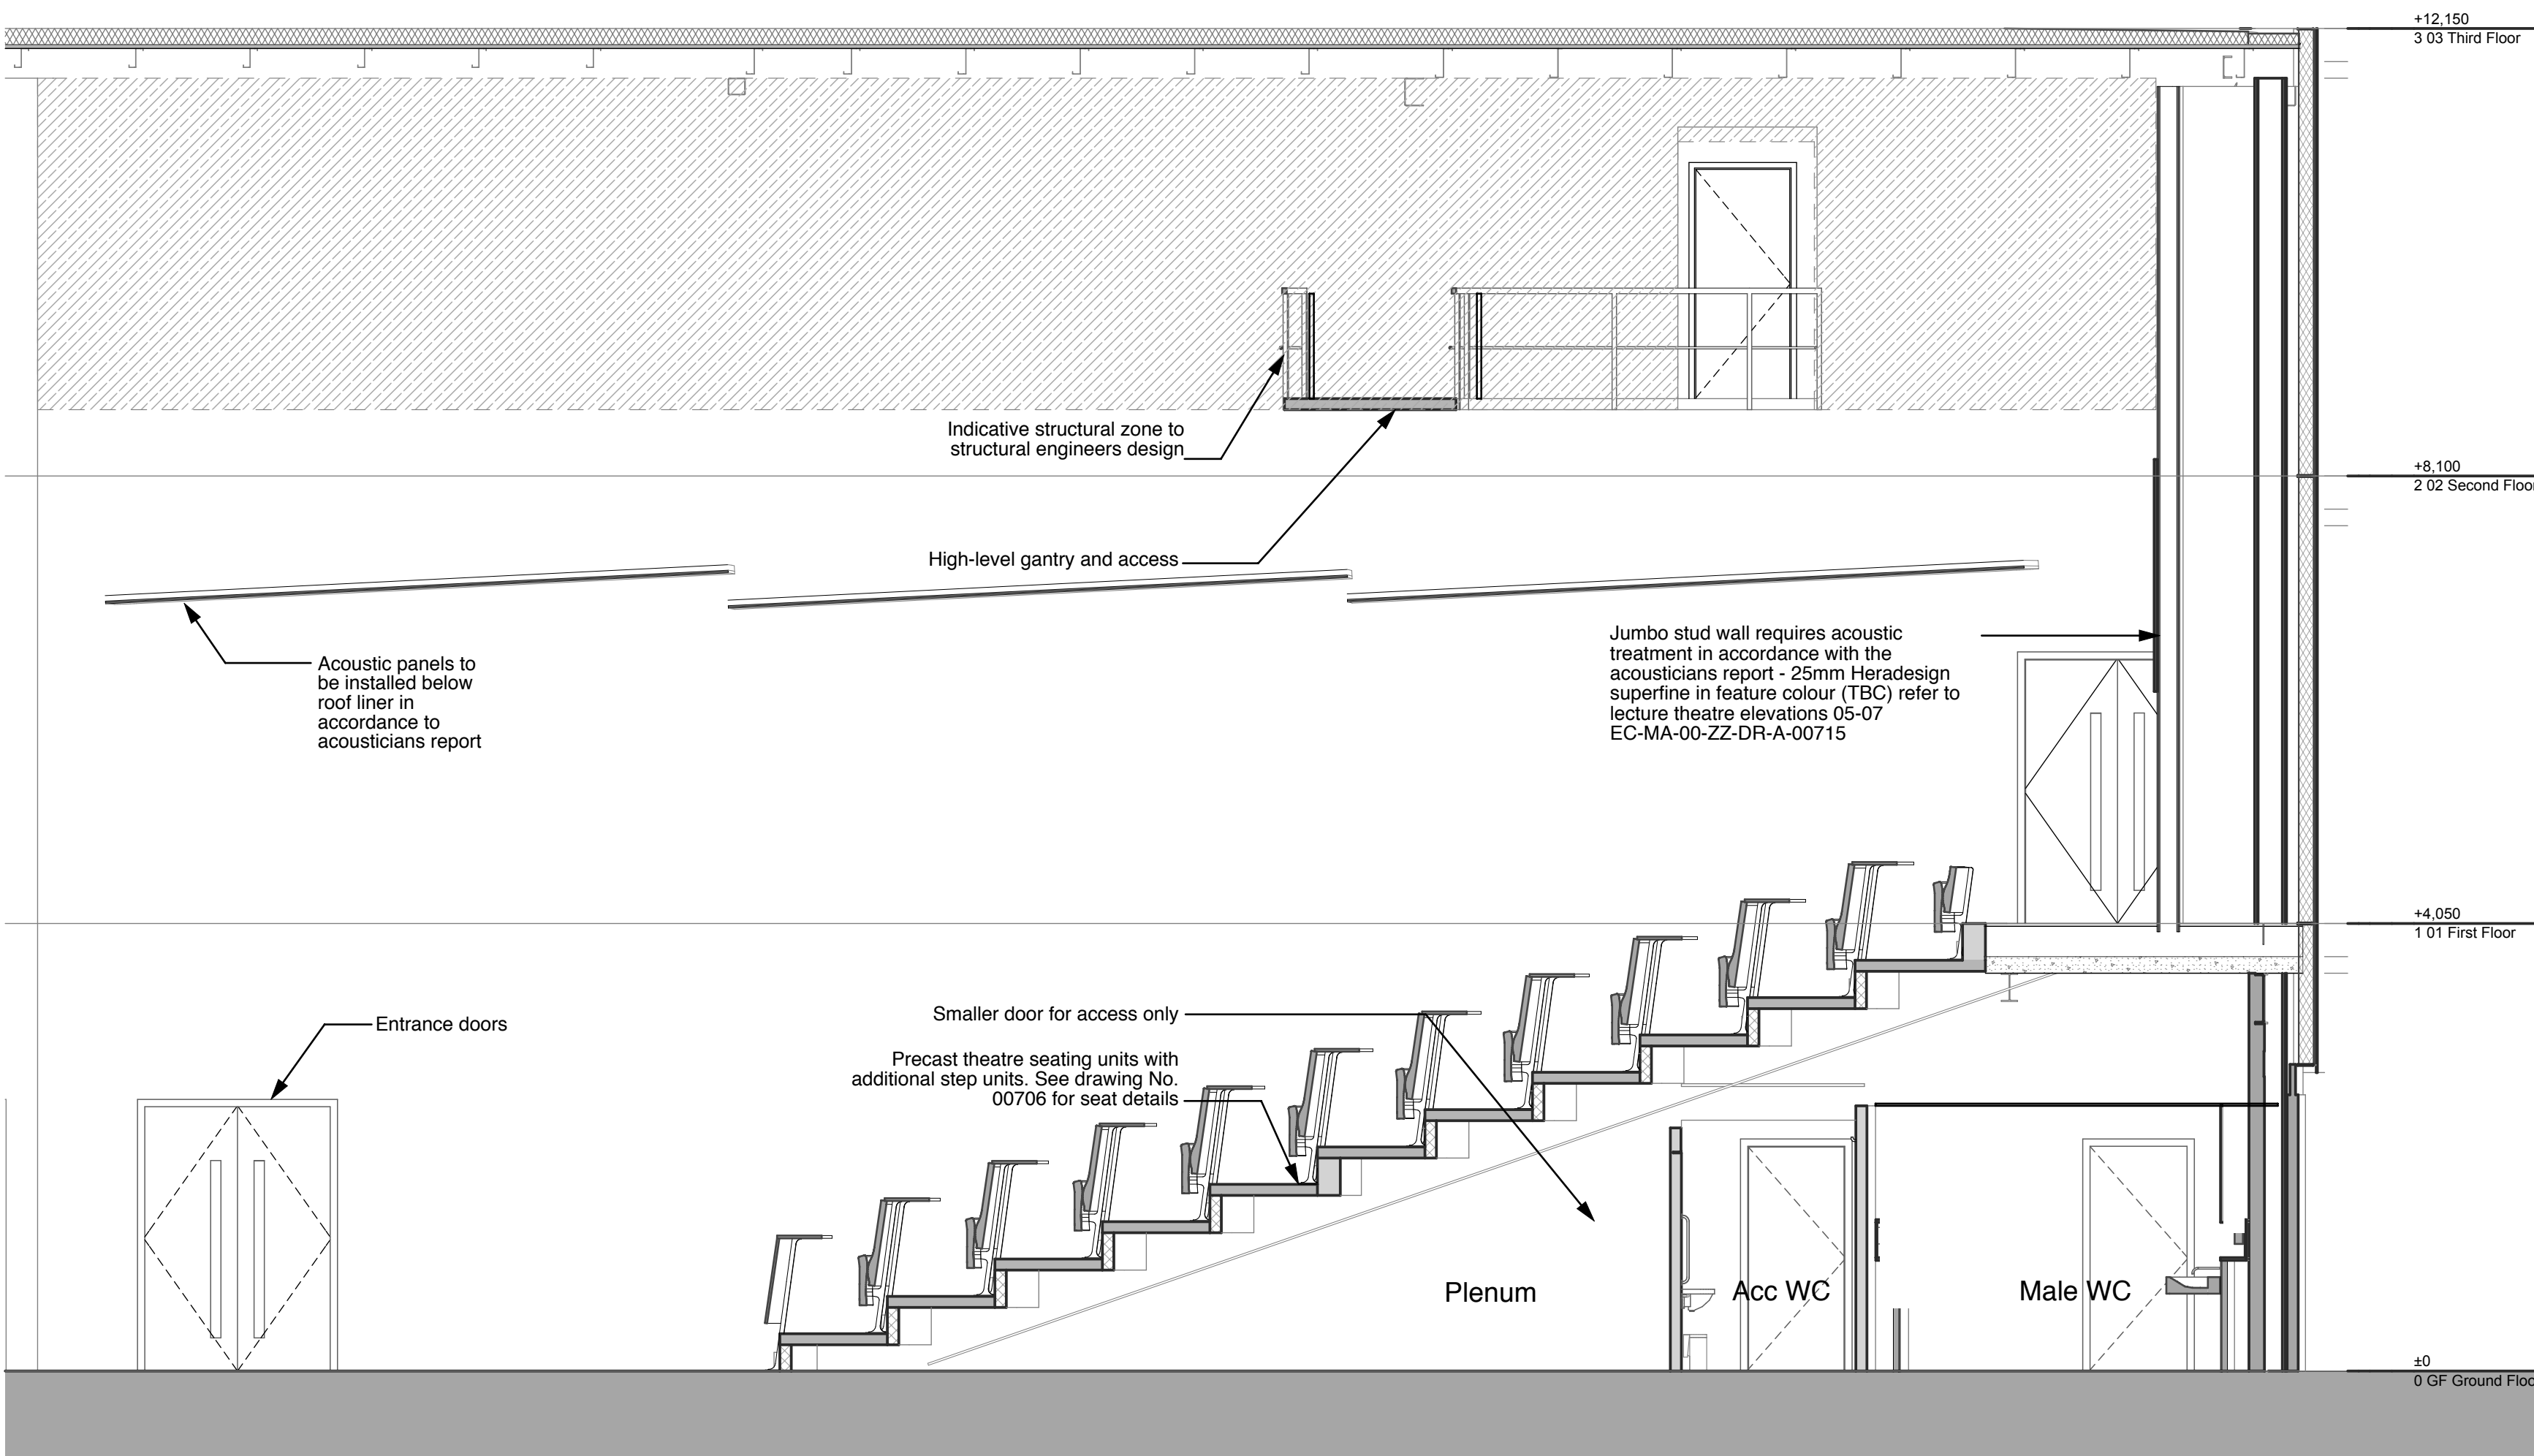 +12,150
3 03 Third Floor
Indicative structural zone to
structural engineers design
+8,100
2 02 Second Floor
High-level gantry and access
Jumbo stud wall requires acoustic
treatment in accordance with the
acousticians report - 25mm Heradesign
superfine in feature colour (TBC) refer to
lecture theatre elevations 05-07
EC-MA-00-ZZ-DR-A-00715
Acoustic panels to
be installed below
roof liner in
accordance to
acousticians report
+4,050
1 01 First Floor
Entrance doors
Smaller door for access only
Precast theatre seating units with
additional step units. See drawing No.
00706 for seat details
Plenum
Acc WC
Male WC
±0
0 GF Ground Floo